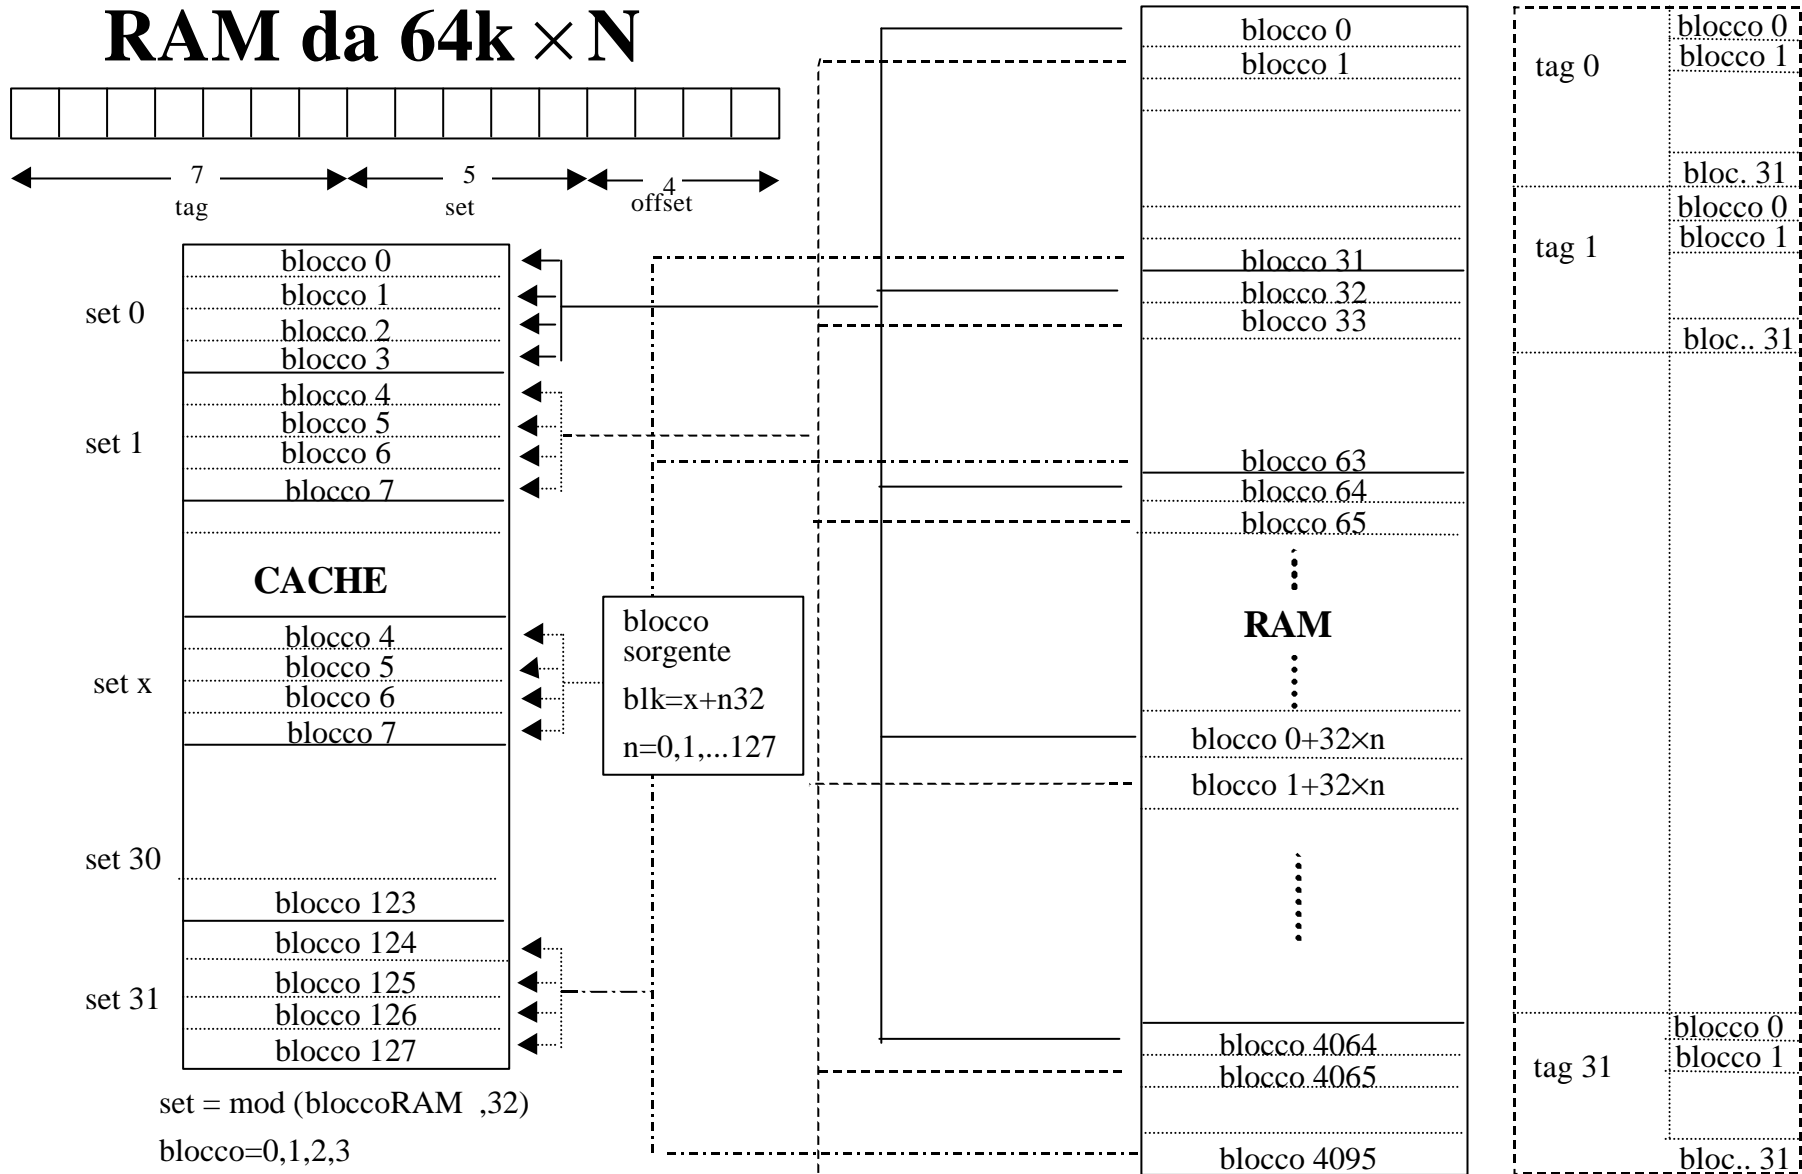 RAM da 64k × N
7
5
4
tag
set
offset
blocco 0
blocco 1
set 0
blocco 2
blocco 3
blocco 4
blocco 5
set 1
blocco 6
blocco 7
CACHE
blocco 4
blocco 5
set x
blocco 6
blocco 7
set 30
blocco 123
blocco 124
blocco 125
set 31
blocco 126
blocco 127
set = mod (bloccoRAM ,32)
blocco=0,1,2,3
blocco
sorgente
blk=x+n32
n=0,1,...127
blocco 0
blocco 1
blocco 31
blocco 32
blocco 33
blocco 63
blocco 64
blocco 65
RAM
blocco 0+32×n
blocco 1+32×n
blocco 4064
blocco 4065
blocco 4095
tag 0
blocco 0
blocco 1
bloc. 31
tag 1
blocco 0
blocco 1
bloc.. 31
tag 31
blocco 0
blocco 1
bloc.. 31